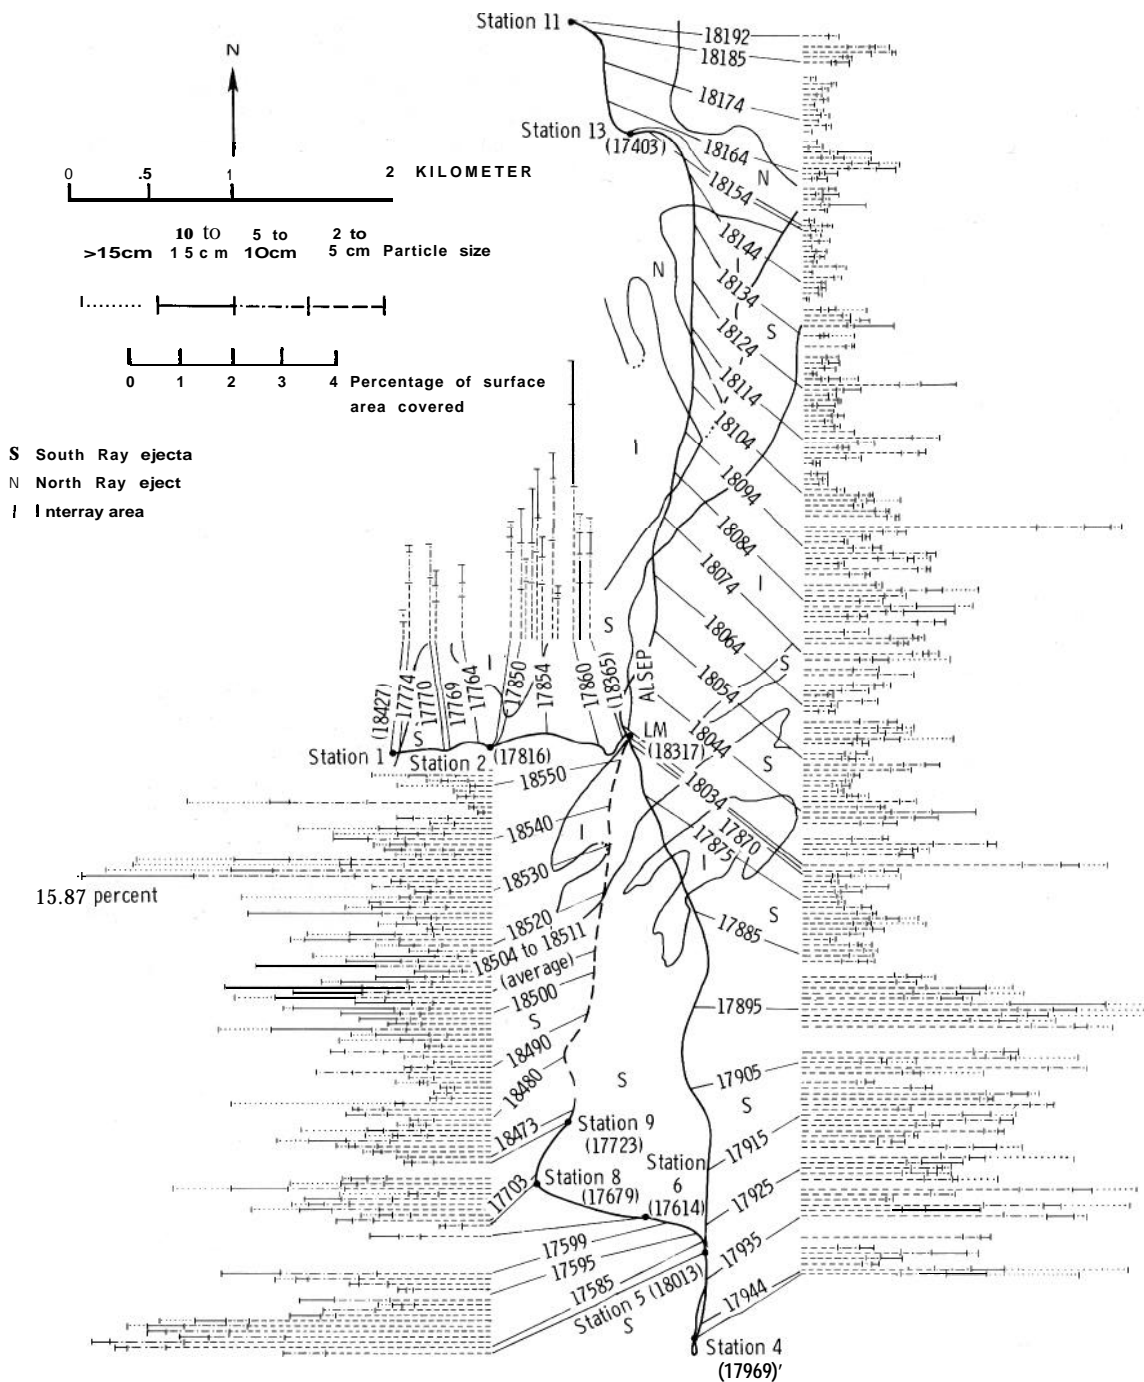 Station 11
18192
18185
N
18174
Station 13
(17403)
18164
N
18154
0 .5 1 2 KILOMETER
10 to 5 to 2 to
>15cm 15 cm 10cm 5 cm Particle size
18144
N
18134
S
18124
0 1 2 3 4 Percentage of surface
area covered
18114
18104
S South Ray ejecta
N North Ray eject
I Interray area
I
18094
18084
18074
I
S
18064
S
ALSEP
18054
(18427)
17774
17770
17769
17764
I
17850
17854
17860
(18365)
S
Station 1
Station 2
(17816)
LM
(18317)
18044
S
18550
18034
17870
17875
18540
I
I
18530
15.87 percent
18520
S
17885
18504 to 18511
(average)
18500
17895
S
18490
18480
S
17905
S
18473
Station 9
(17723)
17915
Station
6
(17614)
17703
Station 8
(17679)
17925
17599
17935
17595
17585
Station 5 (18013)
17944
S
Station 4
(17969)'